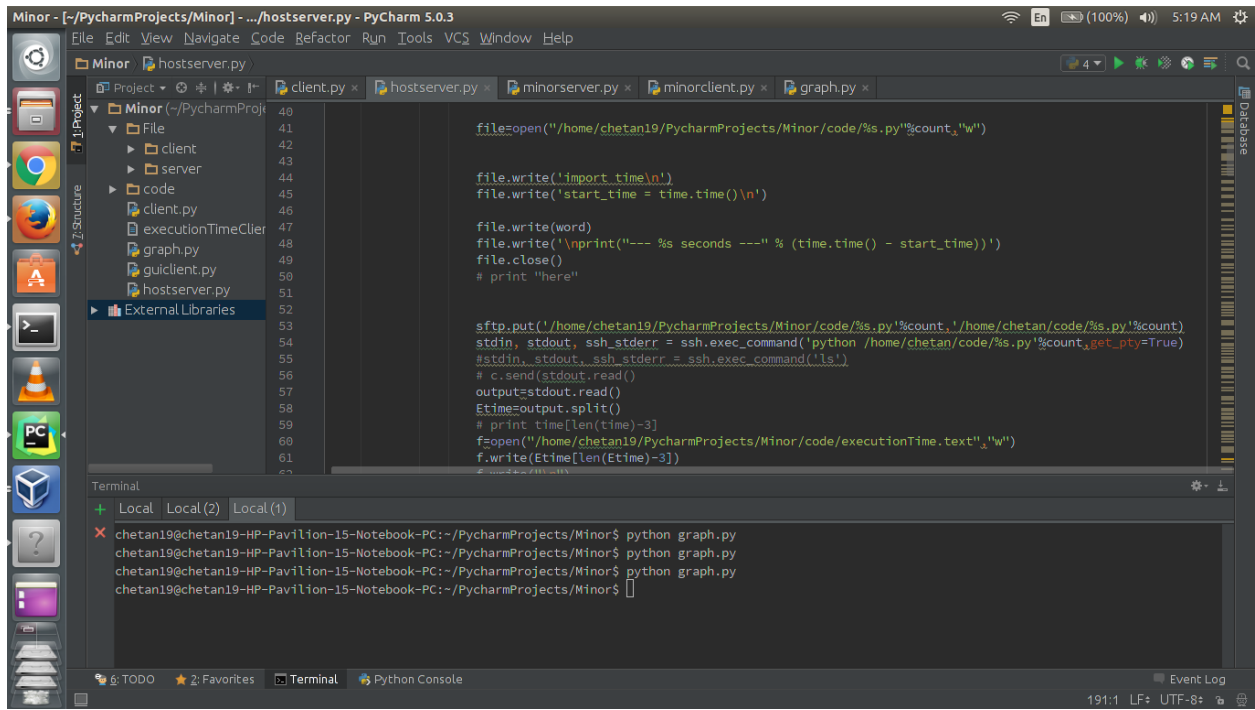 Minor - [~/PycharmProjects/Minor] - .../hostserver.py - PyCharm 5.0.3 En (100%) 5:19 AM
File Edit View Navigate Code Refactor Run Tools VCS Window Help
Minor hostserver.py 4
Project client.py × hostserver.py × minorserver.py × minorclient.py × graph.py ×
1: Project
Z: Structure
Database
Minor (~/PycharmProje
File
client
server
code
client.py
executionTimeClier
graph.py
guiclient.py
hostserver.py
External Libraries
40
41 file=open("/home/chetan19/PycharmProjects/Minor/code/%s.py"%count,"w")
42
43
44 file.write('import time\n')
45 file.write('start_time = time.time()\n')
46
47 file.write(word)
48 file.write('\nprint("--- %s seconds ---" % (time.time() - start_time))')
49 file.close()
50 # print "here"
51
52
53 sftp.put('/home/chetan19/PycharmProjects/Minor/code/%s.py'%count,'/home/chetan/code/%s.py'%count)
54 stdin, stdout, ssh_stderr = ssh.exec_command('python /home/chetan/code/%s.py'%count,get_pty=True)
55 #stdin, stdout, ssh_stderr = ssh.exec_command('ls')
56 # c.send(stdout.read()
57 output=stdout.read()
58 Etime=output.split()
59 # print time[len(time)-3]
60 f=open("/home/chetan19/PycharmProjects/Minor/code/executionTime.text","w")
61 f.write(Etime[len(Etime)-3])
62 f.write("\n")
Terminal
+ Local Local (2) Local (1)
chetan19@chetan19-HP-Pavilion-15-Notebook-PC:~/PycharmProjects/Minor$ python graph.py
chetan19@chetan19-HP-Pavilion-15-Notebook-PC:~/PycharmProjects/Minor$ python graph.py
chetan19@chetan19-HP-Pavilion-15-Notebook-PC:~/PycharmProjects/Minor$ python graph.py
chetan19@chetan19-HP-Pavilion-15-Notebook-PC:~/PycharmProjects/Minor$
6: TODO 2: Favorites Terminal Python Console Event Log
191:1 LF÷ UTF-8÷
PC